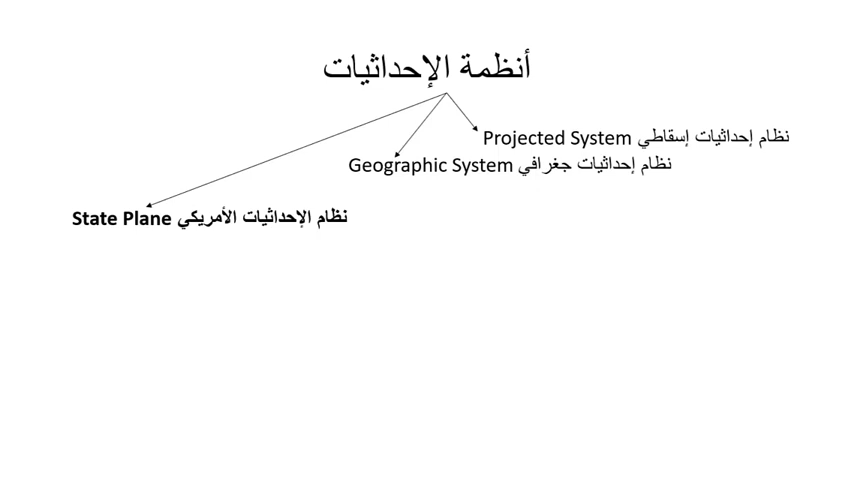 أنظمة الإحداثيات
نظام إحداثيات إسقاطي Projected System
نظام إحداثيات جغرافي Geographic System
نظام الإحداثيات الأمريكي State Plane